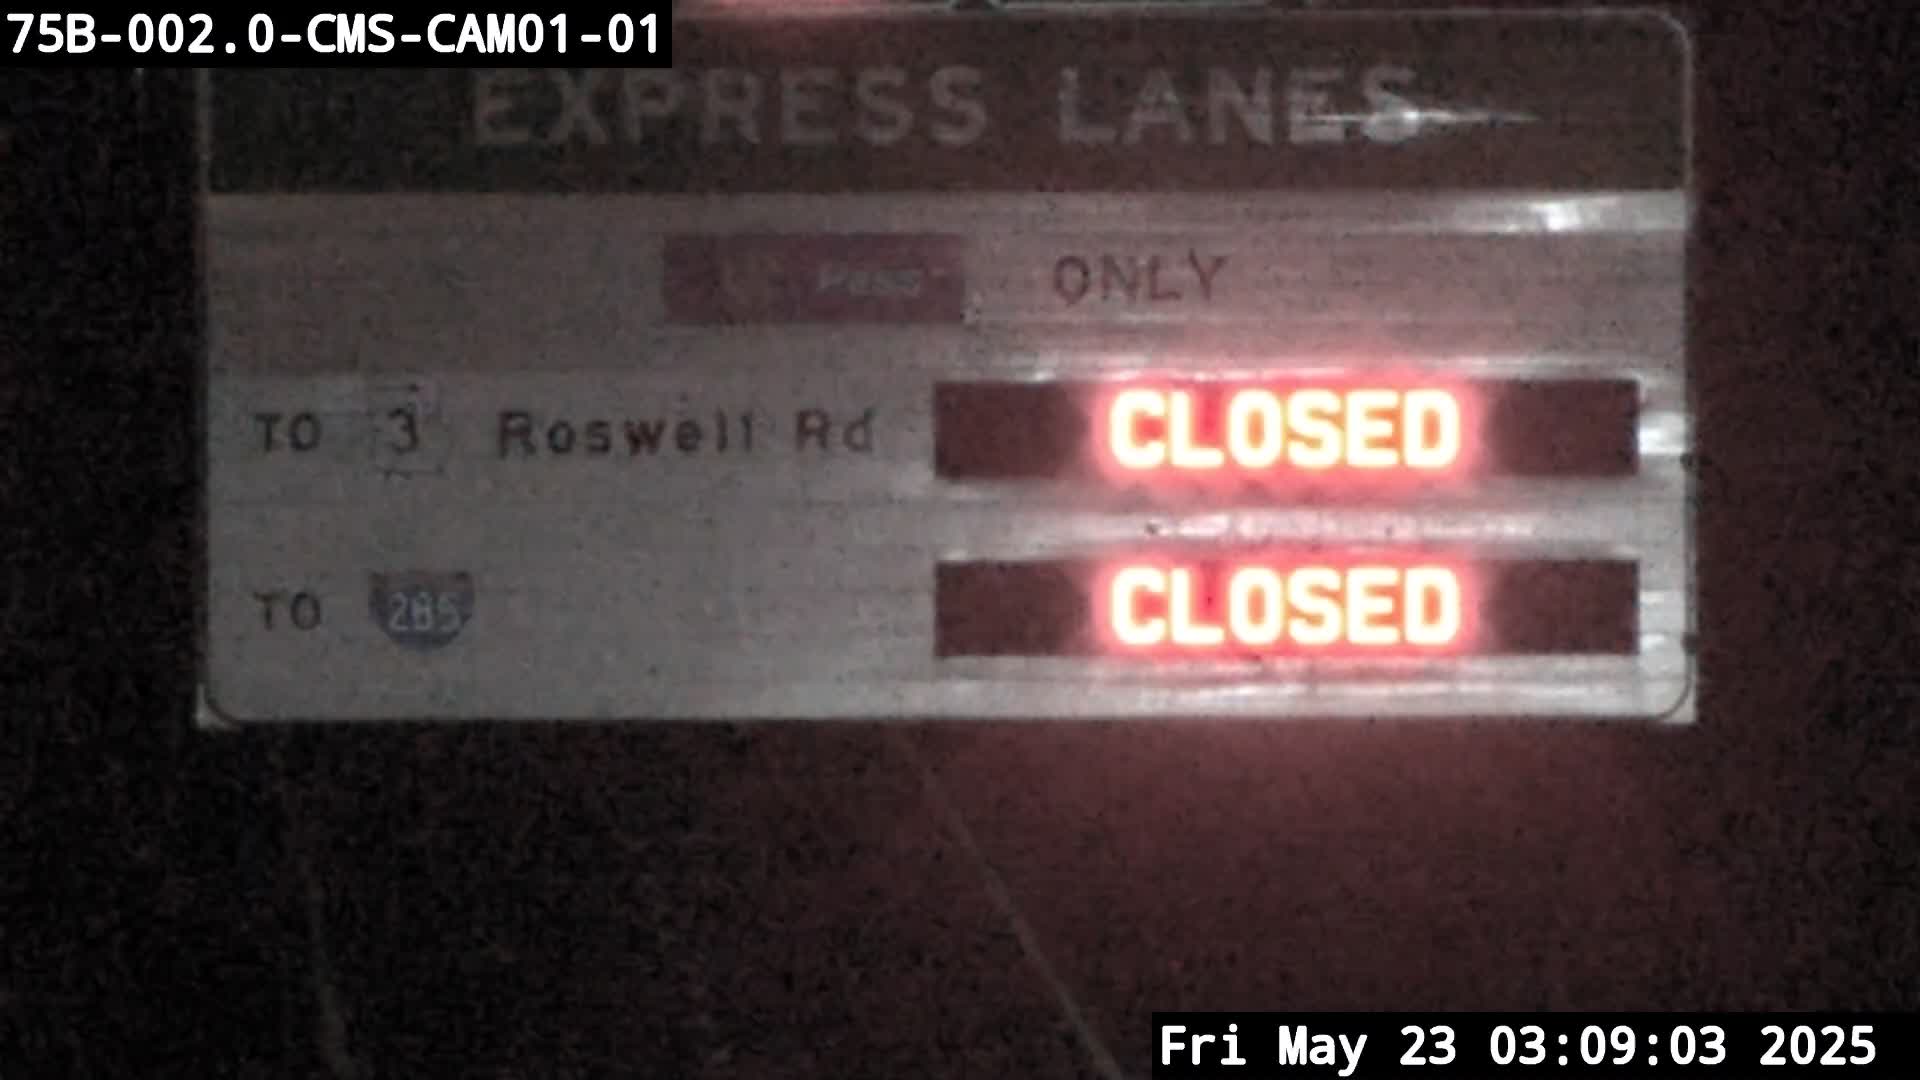 75B-002.0-CMS-CAM01-01
EXPRESS LANES
Pass ONLY
TO 3 Roswell Rd CLOSED
TO 285 CLOSED
Fri May 23 03:09:03 2025